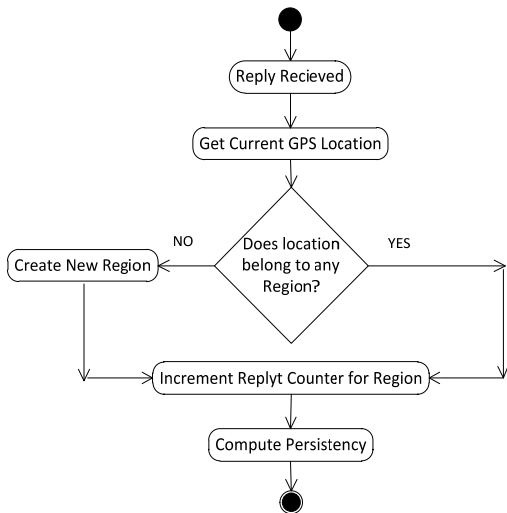 Reply Recieved
Get Current GPS Location
Does location
belong to any
Region?
NO
YES
Create New Region
Increment Replyt Counter for Region
Compute Persistency